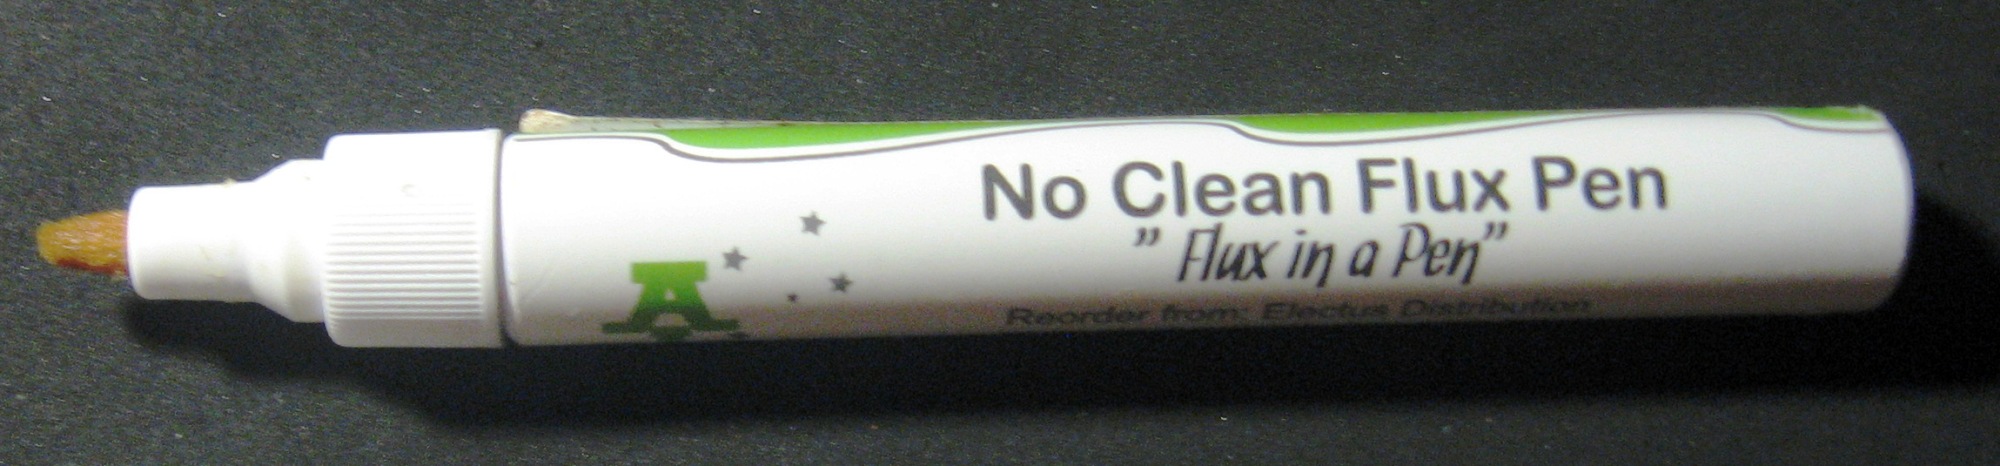 No Clean Flux Pen
” Flux in a Pen”
Reorder from: Electus Distribution
A